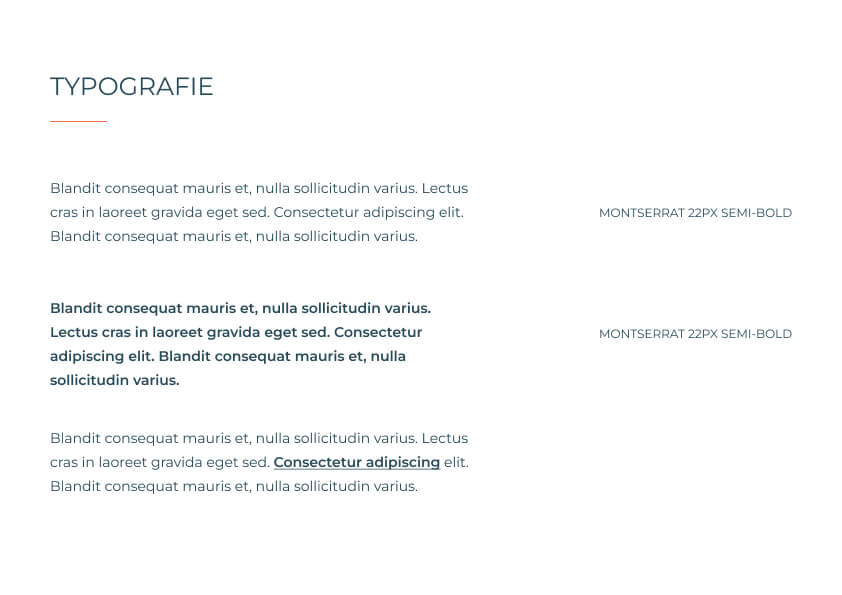 TYPOGRAFIE
Blandit consequat mauris et, nulla sollicitudin varius. Lectus
cras in laoreet gravida eget sed. Consectetur adipiscing elit.
Blandit consequat mauris et, nulla sollicitudin varius.
MONTSERRAT 22PX SEMI-BOLD
Blandit consequat mauris et, nulla sollicitudin varius.
Lectus cras in laoreet gravida eget sed. Consectetur
adipiscing elit. Blandit consequat mauris et, nulla
sollicitudin varius.
MONTSERRAT 22PX SEMI-BOLD
Blandit consequat mauris et, nulla sollicitudin varius. Lectus
cras in laoreet gravida eget sed. Consectetur adipiscing elit.
Blandit consequat mauris et, nulla sollicitudin varius.